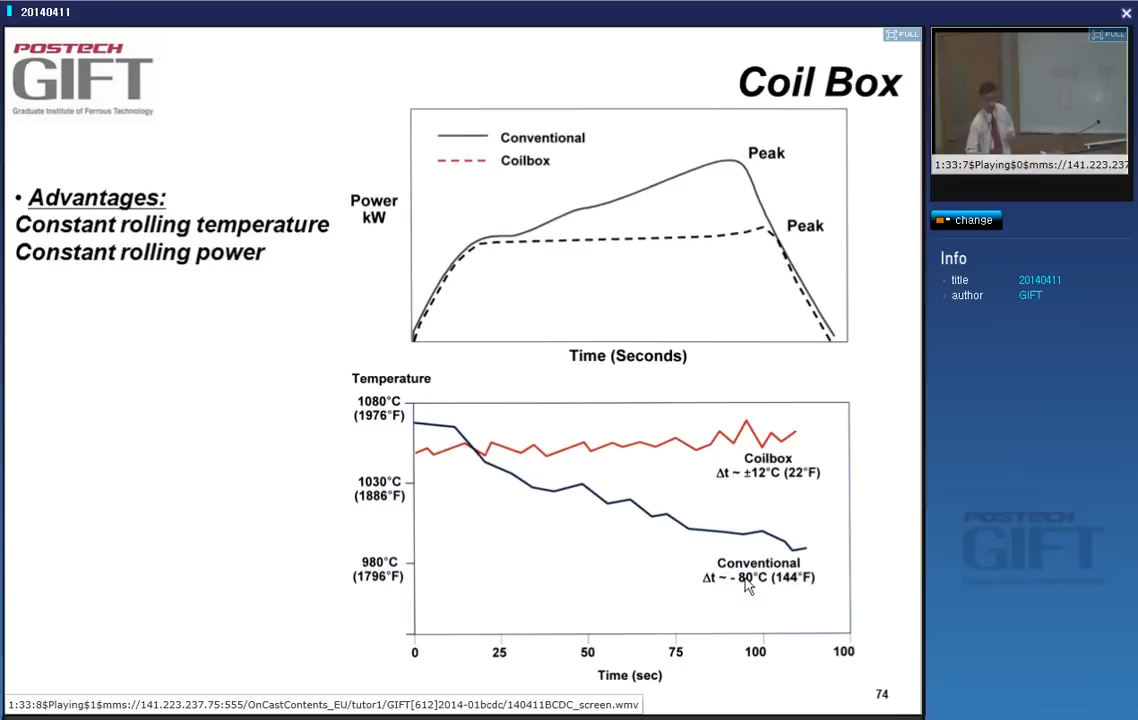 20140411
POSTECH
GIFT
Graduate Institute of Ferrous Technology
FULL
Coil Box
• Advantages:
Constant rolling temperature
Constant rolling power
Conventional
Coilbox
Peak
Peak
Power
kW
Time (Seconds)
Temperature
1080°C
(1976°F)
1030°C
(1886°F)
980°C
(1796°F)
Coilbox
Δt ~ ±12°C (22°F)
Conventional
Δt ~ - 80°C (144°F)
0
25
50
75
100
100
Time (sec)
74
1:33:8$Playing$1$mms://141.223.237.75:555/OnCastContents_EU/tutor1/GIFT[612]2014-01bcdc/140411BCDC_screen.wmv
FULL
1:33:7$Playing$0$mms://141.223.237
change
Info
title 20140411
author GIFT
POSTECH
GIFT